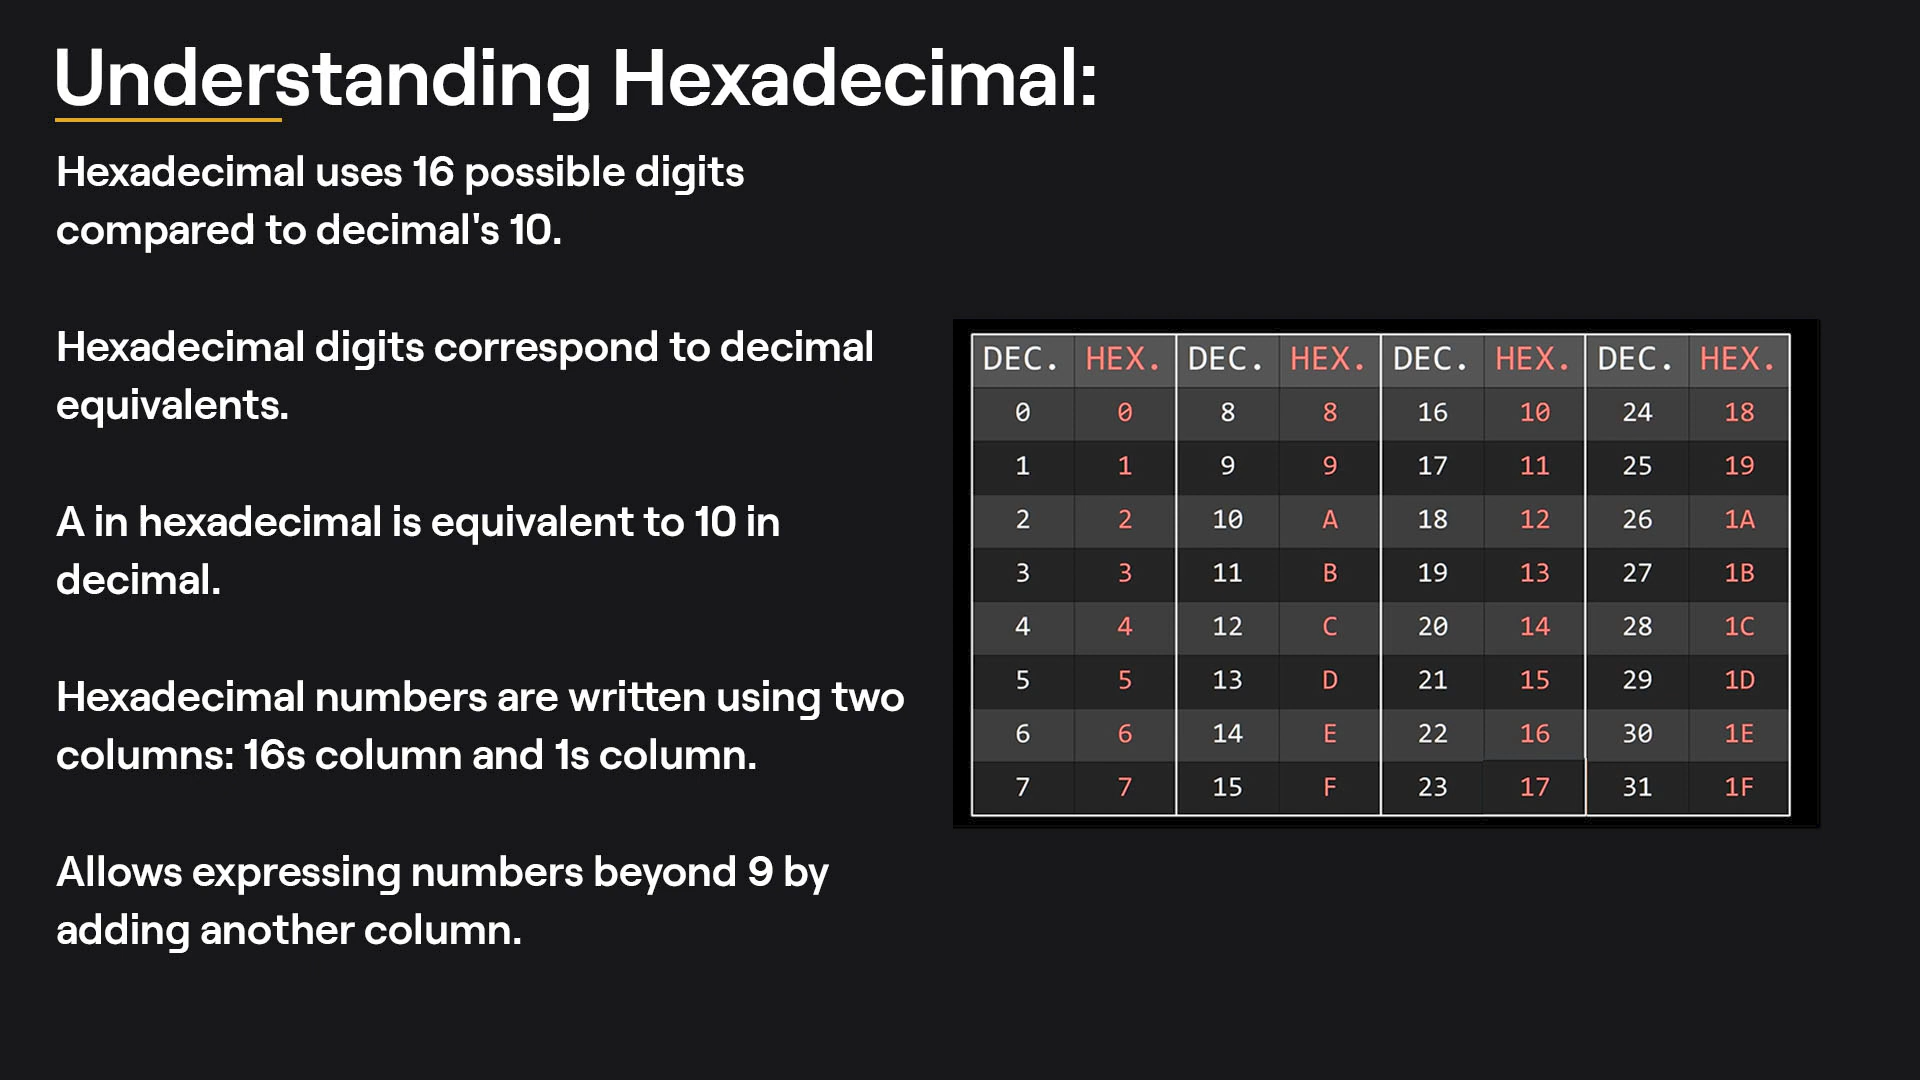 Understanding Hexadecimal:
Hexadecimal uses 16 possible digits
compared to decimal's 10.
Hexadecimal digits correspond to decimal
equivalents.
A in hexadecimal is equivalent to 10 in
decimal.
Hexadecimal numbers are written using two
columns: 16s column and 1s column.
Allows expressing numbers beyond 9 by
adding another column.
DEC. HEX. DEC. HEX. DEC. HEX. DEC. HEX.
0 0 8 8 16 10 24 18
1 1 9 9 17 11 25 19
2 2 10 A 18 12 26 1A
3 3 11 B 19 13 27 1B
4 4 12 C 20 14 28 1C
5 5 13 D 21 15 29 1D
6 6 14 E 22 16 30 1E
7 7 15 F 23 17 31 1F